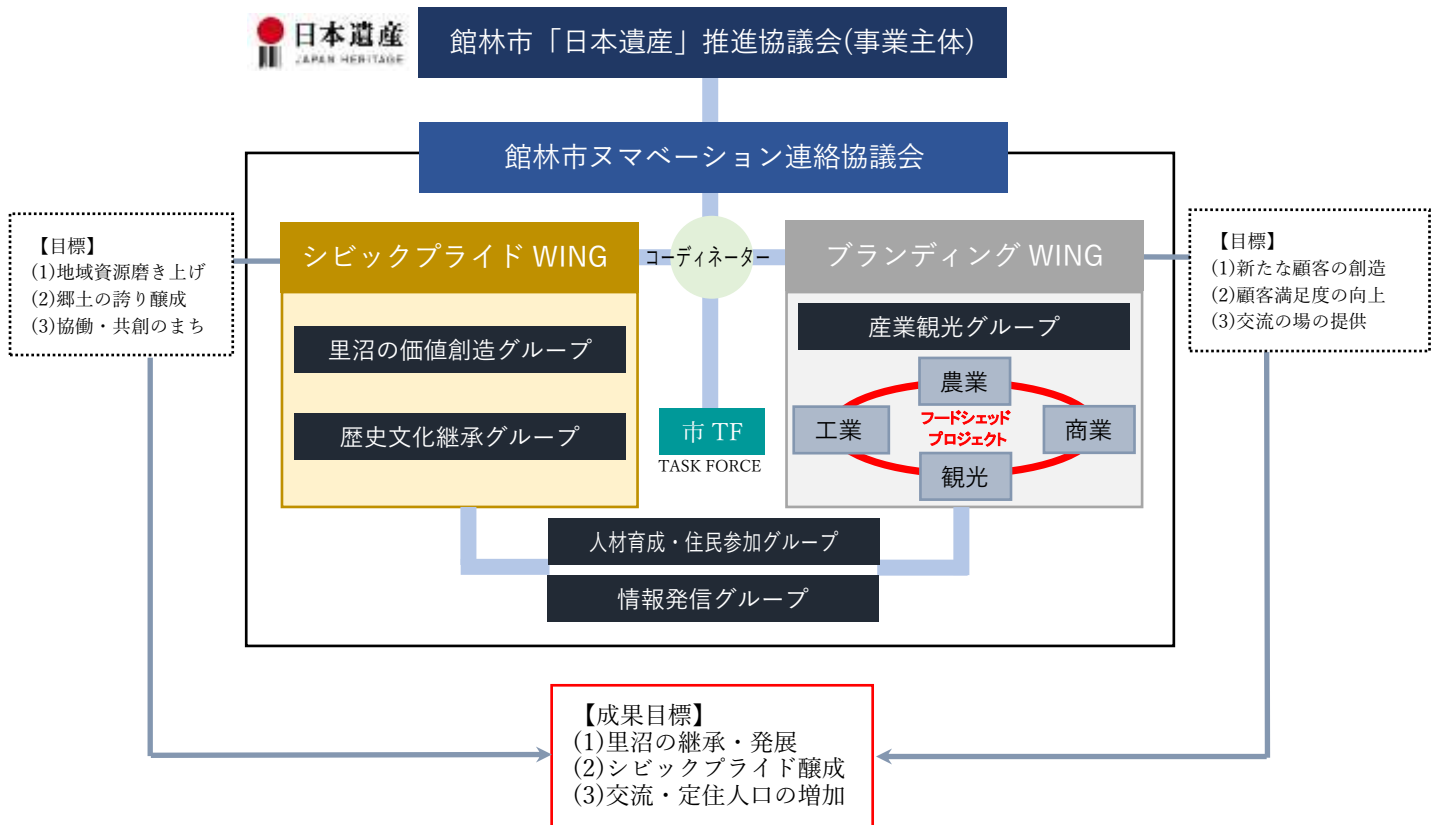 日本遺産
JAPAN HERITAGE
館林市「日本遺産」推進協議会(事業主体)
館林市ヌマベーション連絡協議会
【目標】
(1)地域資源磨き上げ
(2)郷土の誇り醸成
(3)協働・共創のまち
シビックプライド WING
コーディネーター
ブランディング WING
【目標】
(1)新たな顧客の創造
(2)顧客満足度の向上
(3)交流の場の提供
里沼の価値創造グループ
歴史文化継承グループ
市 TF
TASK FORCE
産業観光グループ
農業
工業
フードシェッド
プロジェクト
商業
観光
人材育成・住民参加グループ
情報発信グループ
【成果目標】
(1)里沼の継承・発展
(2)シビックプライド醸成
(3)交流・定住人口の増加